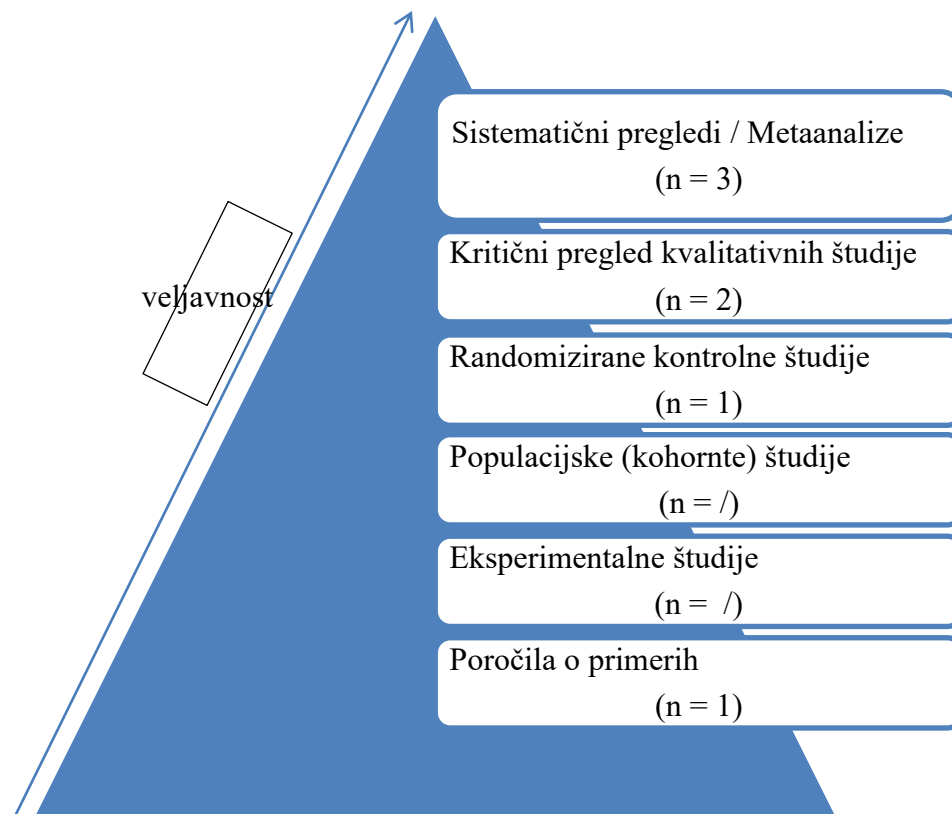 Sistematični pregledi / Metaanalize
(n = 3)
Kritični pregled kvalitativnih študije
(n = 2)
veljavnost
Randomizirane kontrolne študije
(n = 1)
Populacijske (kohornte) študije
(n = /)
Eksperimentalne študije
(n =  /)
Poročila o primerih
(n = 1)